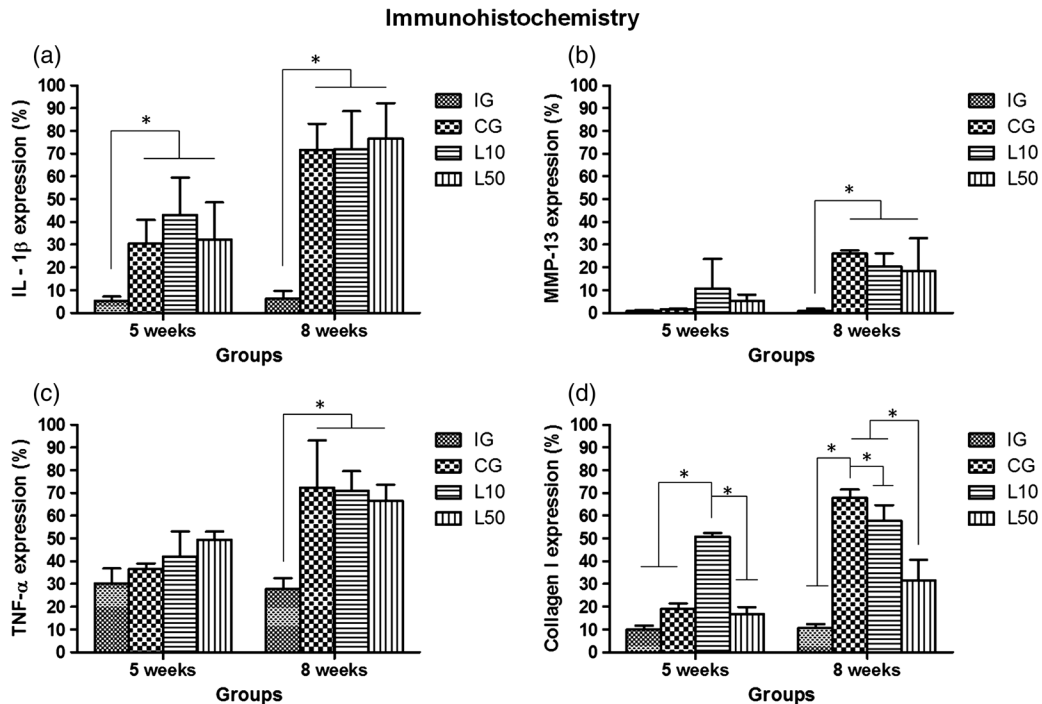 Immunohistochemistry
(a)
IL - 1β expression (%)
100
90
80
70
60
50
40
30
20
10
0
*
*
5 weeks
8 weeks
Groups
IG
CG
L10
L50
(b)
MMP-13 expression (%)
100
90
80
70
60
50
40
30
20
10
0
*
5 weeks
8 weeks
Groups
IG
CG
L10
L50
(c)
TNF-α expression (%)
100
90
80
70
60
50
40
30
20
10
0
*
5 weeks
8 weeks
Groups
IG
CG
L10
L50
(d)
Collagen I expression (%)
100
90
80
70
60
50
40
30
20
10
0
*
*
*
*
*
5 weeks
8 weeks
Groups
IG
CG
L10
L50